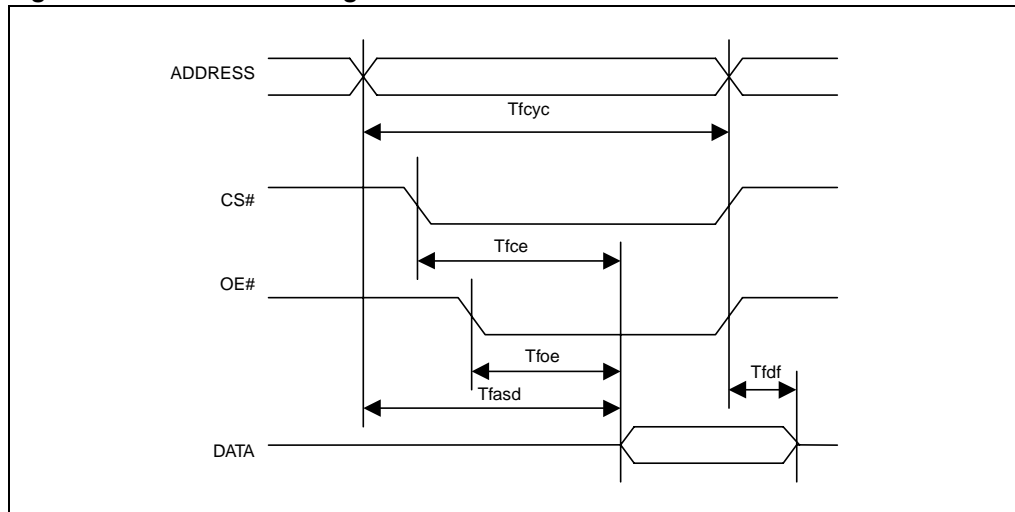 ADDRESS
Tfcyc
CS#
Tfce
OE#
Tfoe
Tfdf
Tfasd
DATA